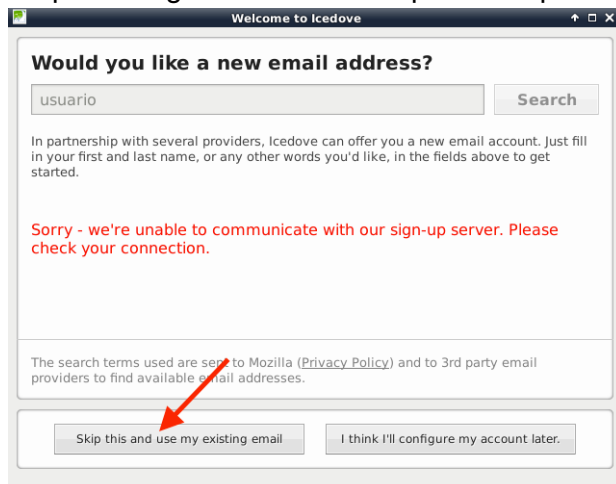 Welcome to Icedove
Would you like a new email address?
usuario
Search
In partnership with several providers, Icedove can offer you a new email account. Just fill
in your first and last name, or any other words you'd like, in the fields above to get
started.
Sorry - we're unable to communicate with our sign-up server. Please
check your connection.
The search terms used are sent to Mozilla (Privacy Policy) and to 3rd party email
providers to find available email addresses.
Skip this and use my existing email
I think I'll configure my account later.